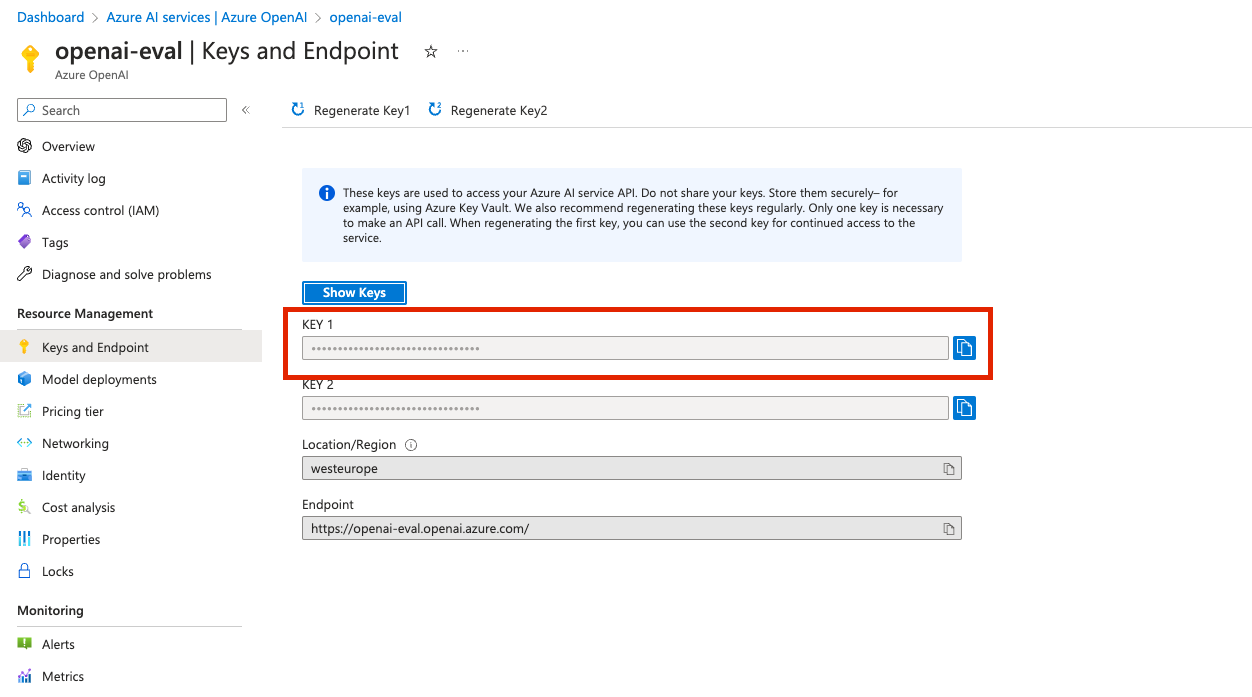 Dashboard > Azure AI services | Azure OpenAI > openai-eval
openai-eval | Keys and Endpoint
Azure OpenAI
Search
Regenerate Key1
Regenerate Key2
Overview
Activity log
Access control (IAM)
Tags
Diagnose and solve problems
Resource Management
Keys and Endpoint
Model deployments
Pricing tier
Networking
Identity
Cost analysis
Properties
Locks
Monitoring
Alerts
Metrics
These keys are used to access your Azure AI service API. Do not share your keys. Store them securely– for
example, using Azure Key Vault. We also recommend regenerating these keys regularly. Only one key is necessary
to make an API call. When regenerating the first key, you can use the second key for continued access to the
service.
Show Keys
KEY 1
••••••••••••••••••••••••••••••••
KEY 2
••••••••••••••••••••••••••••••••
Location/Region
westeurope
Endpoint
https://openai-eval.openai.azure.com/